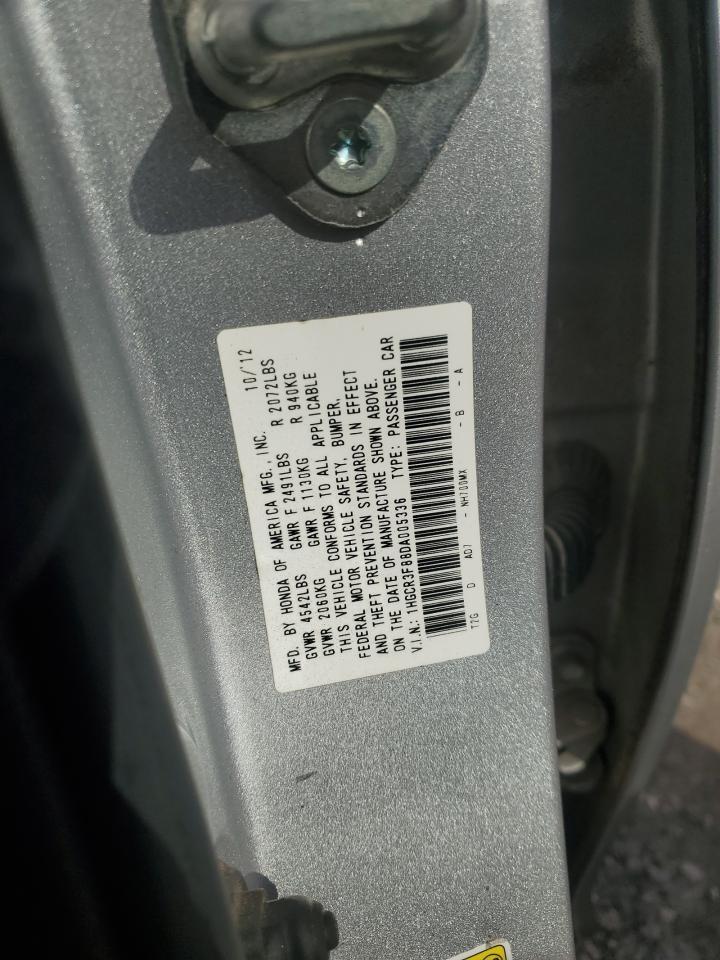 MFD. BY HONDA OF AMERICA MFG., INC. 10/'12
GVWR 4542LBS GAWR F 2491LBS R 2072LBS
GVWR 2060KG GAWR F 1130KG R 940KG
THIS VEHICLE CONFORMS TO ALL APPLICABLE
FEDERAL MOTOR VEHICLE SAFETY, BUMPER,
AND THEFT PREVENTION STANDARDS IN EFFECT
ON THE DATE OF MANUFACTURE SHOWN ABOVE.
V.I.N.: 1HGCR3F88DA005336 TYPE: PASSENGER CAR
T2G D AD7 - NH700MX - B - A